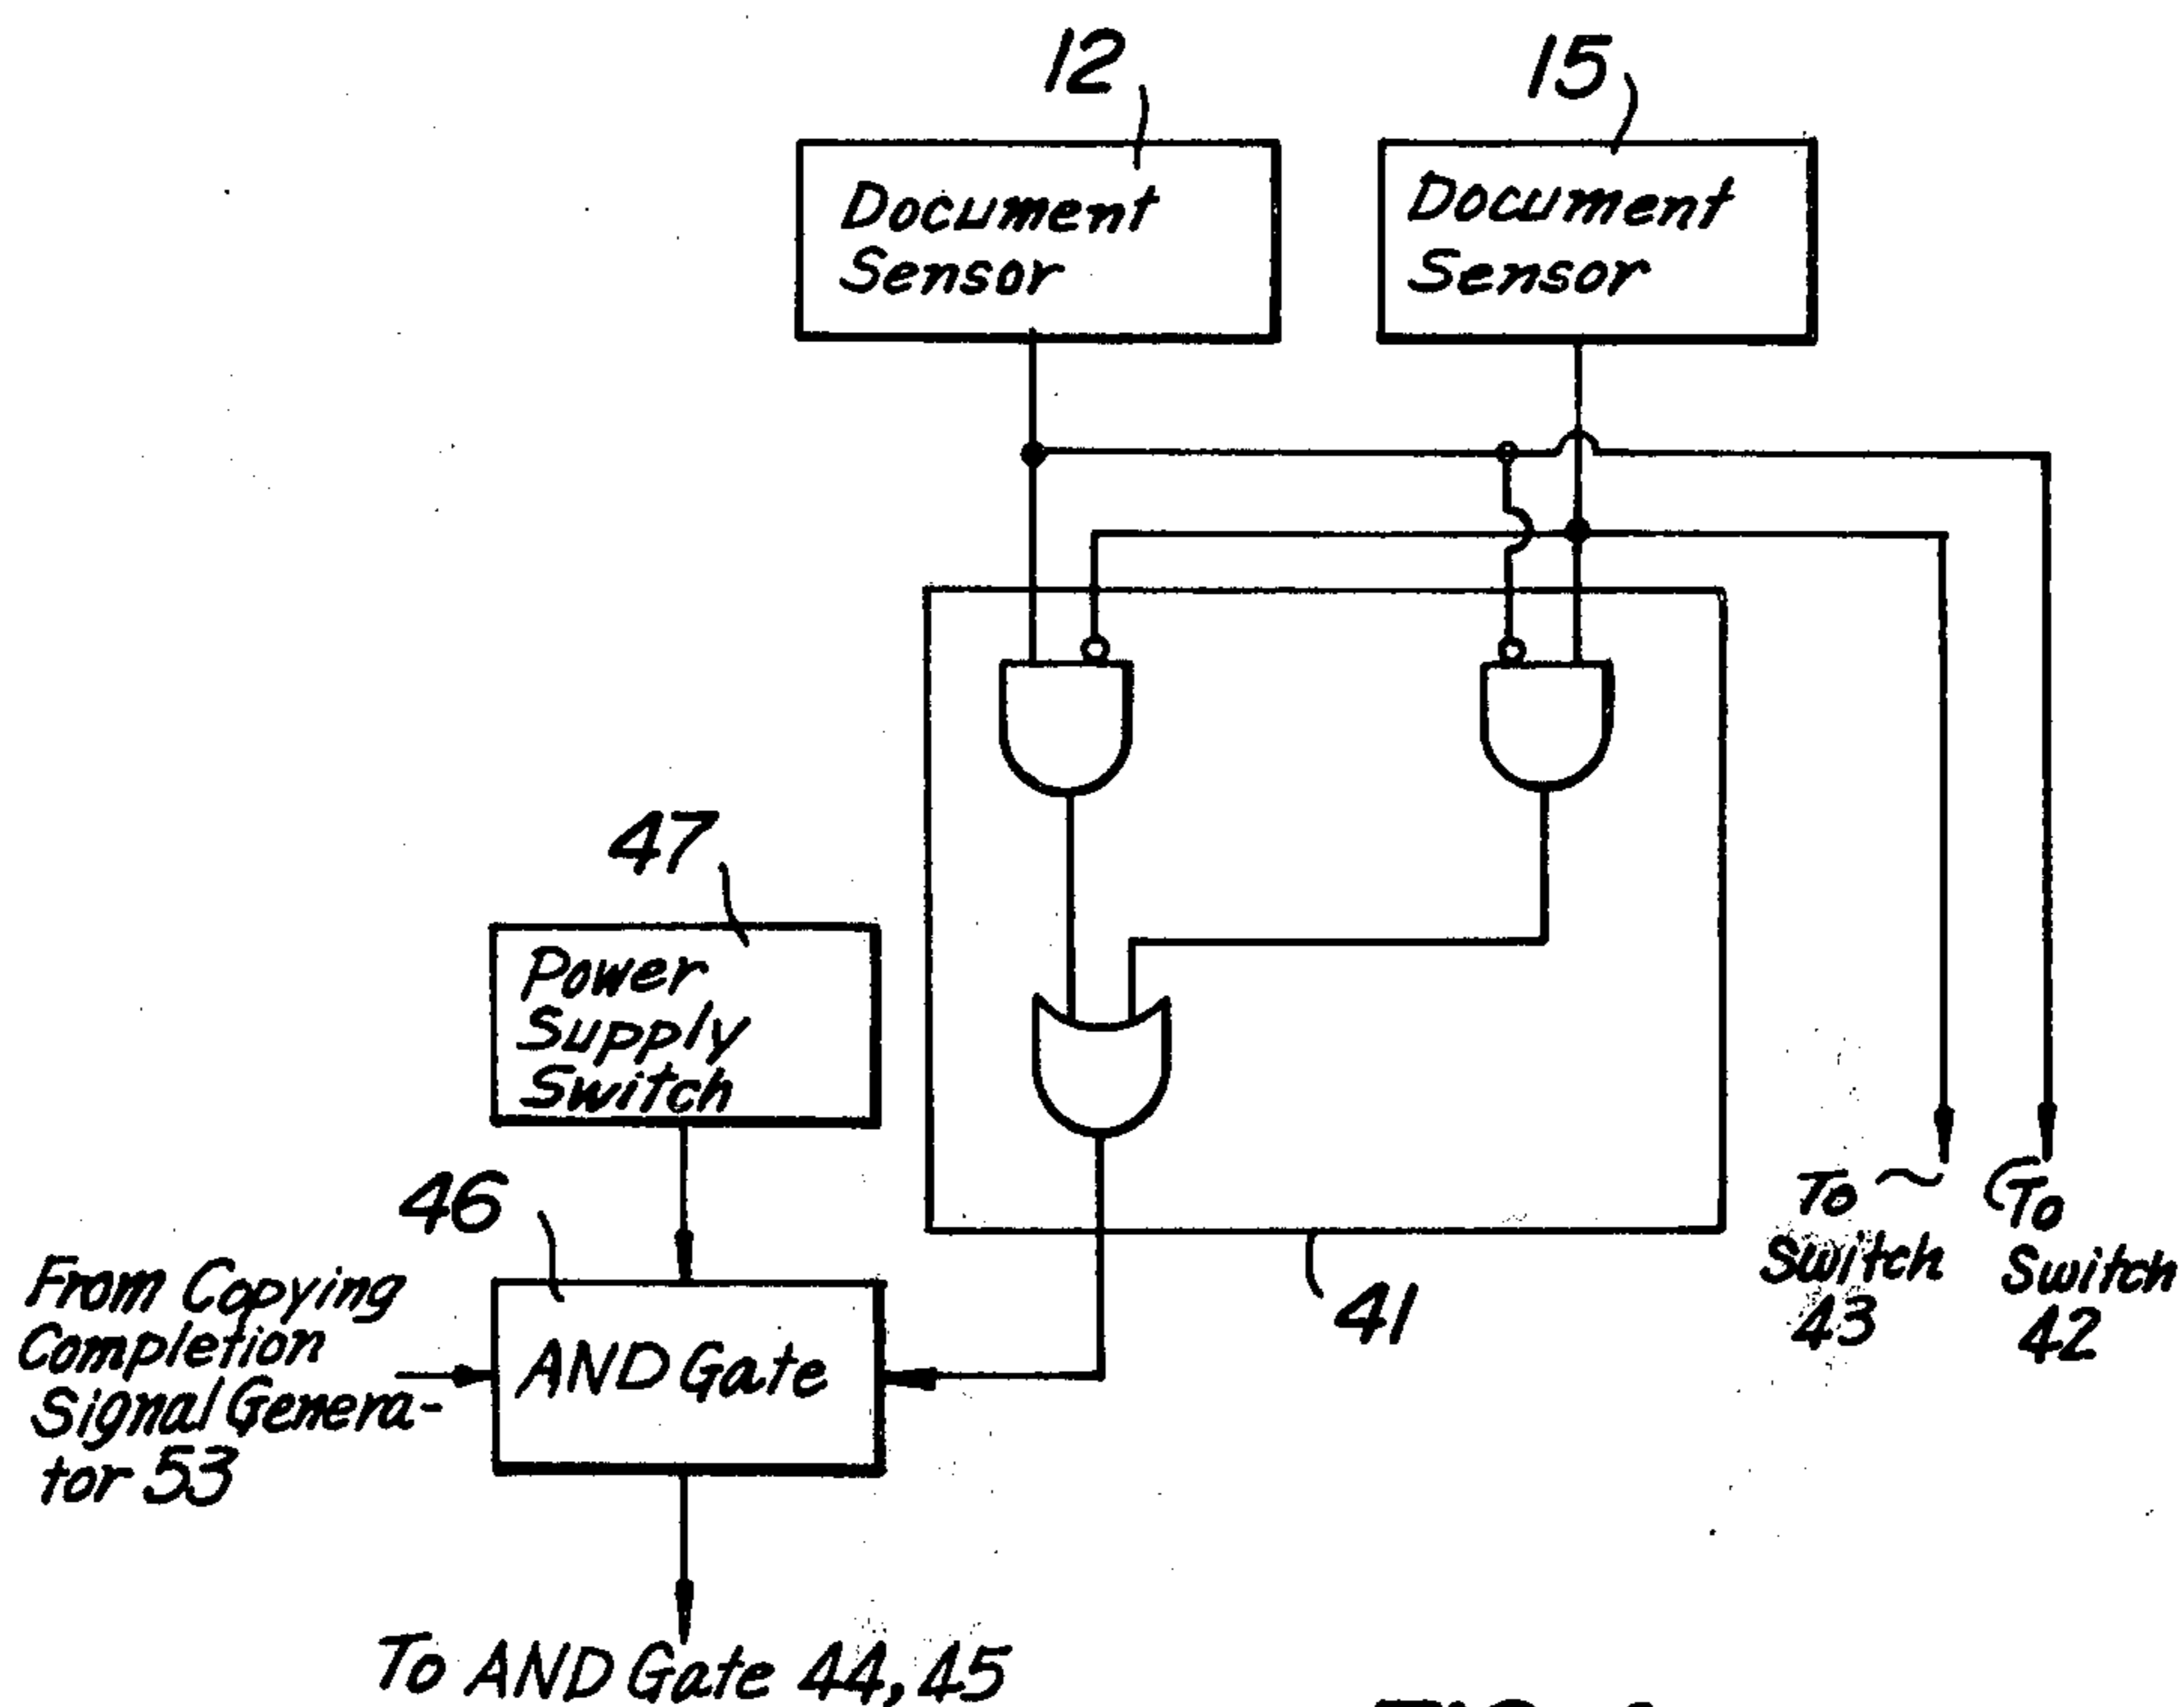 12
15
Document
Sensor
Document
Sensor
47
Power
Supply
Switch
46
From Copying
Completion
Signal Genera-
tor 53
AND Gate
41
To
Switch
43
To
Switch
42
To AND Gate 44, 45